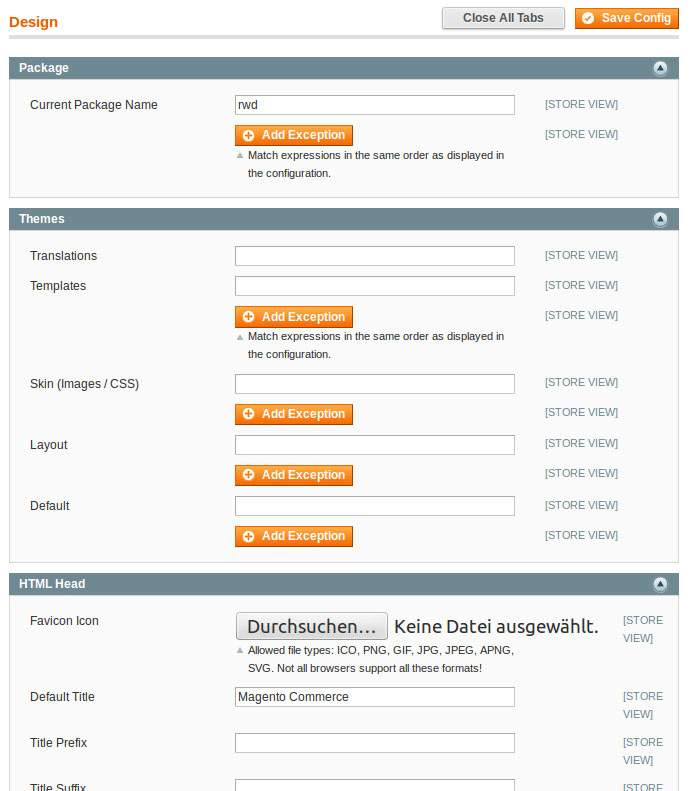 Design
Close All Tabs
Save Config
Package
Current Package Name
rwd
[STORE VIEW]
Add Exception
[STORE VIEW]
Match expressions in the same order as displayed in
the configuration.
Themes
Translations
[STORE VIEW]
Templates
[STORE VIEW]
Add Exception
[STORE VIEW]
Match expressions in the same order as displayed in
the configuration.
Skin (Images / CSS)
[STORE VIEW]
Add Exception
[STORE VIEW]
Layout
[STORE VIEW]
Add Exception
[STORE VIEW]
Default
[STORE VIEW]
Add Exception
[STORE VIEW]
HTML Head
Favicon Icon
Durchsuchen...
Keine Datei ausgewählt.
[STORE
VIEW]
Allowed file types: ICO, PNG, GIF, JPG, JPEG, APNG,
SVG. Not all browsers support all these formats!
Default Title
Magento Commerce
[STORE
VIEW]
Title Prefix
[STORE
VIEW]
Title Suffix
[STORE